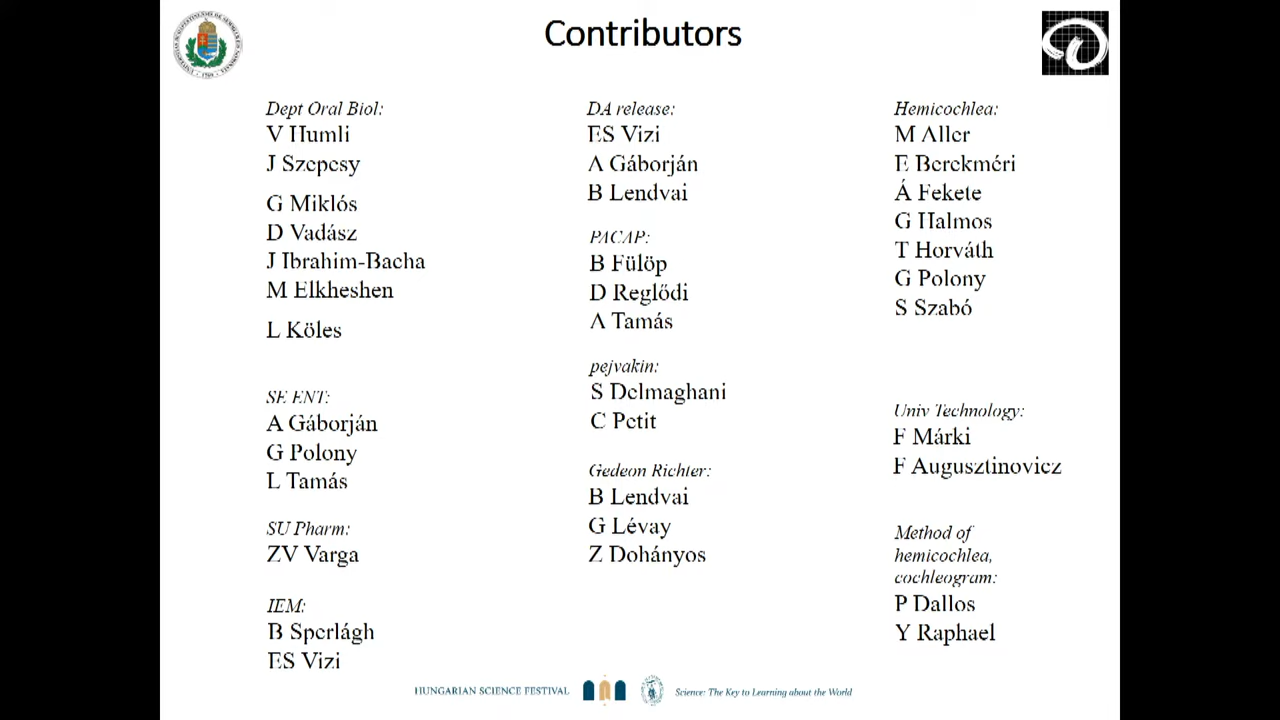 Contributors
Dept Oral Biol:
V Humli
J Szepesy
G Miklós
D Vadász
J Ibrahim-Bacha
M Elkheshen
L Köles
SE ENT:
A Gáborján
G Polony
L Tamás
SU Pharm:
ZV Varga
IEM:
B Sperlágh
ES Vizi
DA release:
ES Vizi
A Gáborján
B Lendvai
PACAP:
B Fülöp
D Reglődi
A Tamás
pejvakin:
S Delmaghani
C Petit
Gedeon Richter:
B Lendvai
G Lévay
Z Dohányos
Hemicochlea:
M Aller
E Berekméri
Á Fekete
G Halmos
T Horváth
G Polony
S Szabó
Univ Technology:
F Márki
F Augusztinovicz
Method of
hemicochlea,
cochleogram:
P Dallos
Y Raphael
HUNGARIAN SCIENCE FESTIVAL
Science: The Key to Learning about the World